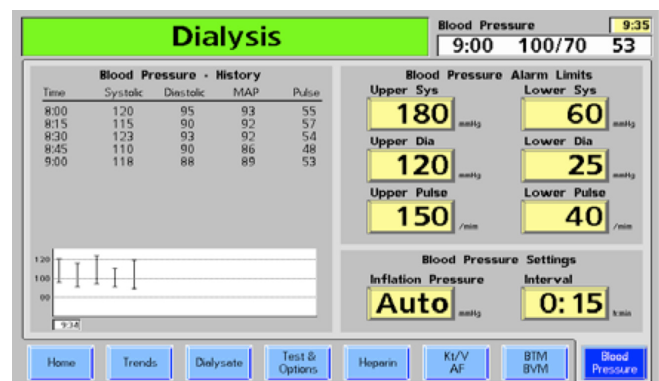 Dialysis
Blood Pressure 9:35
9:00 100/70 53
Blood Pressure - History
Time Systolic Diastolic MAP Pulse
8:00 120 95 93 55
8:15 115 90 92 57
8:30 123 93 92 54
8:45 110 90 86 48
9:00 118 88 89 53
120
100
80
9:34
Blood Pressure Alarm Limits
Upper Sys Lower Sys
180 mmHg 60 mmHg
Upper Dia Lower Dia
120 mmHg 25 mmHg
Upper Pulse Lower Pulse
150 /min 40 /min
Blood Pressure Settings
Inflation Pressure Interval
Auto mmHg 0:15 h:min
Home
Trends
Dialysate
Test &
Options
Heparin
Kt/V
AF
BTM
BVM
Blood
Pressure